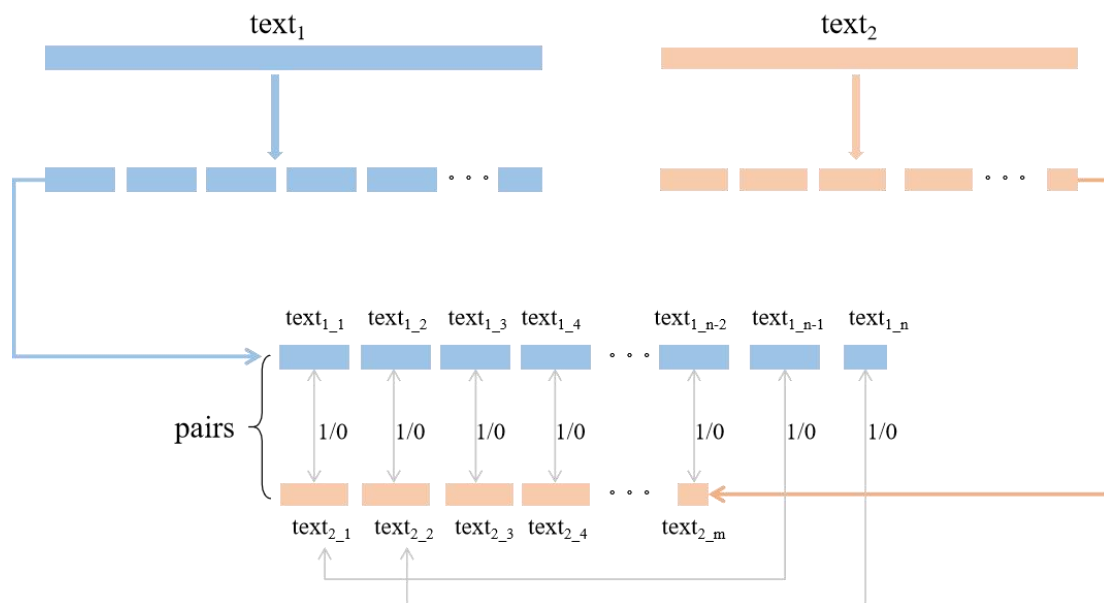 text₁ text₂
text₁_₁ text₁_₂ text₁_₃ text₁_₄ text₁_ₙ₋₂ text₁_ₙ₋₁ text₁_ₙ
pairs 1/0 1/0 1/0 1/0 1/0 1/0 1/0
text₂_₁ text₂_₂ text₂_₃ text₂_₄ text₂_ₘ